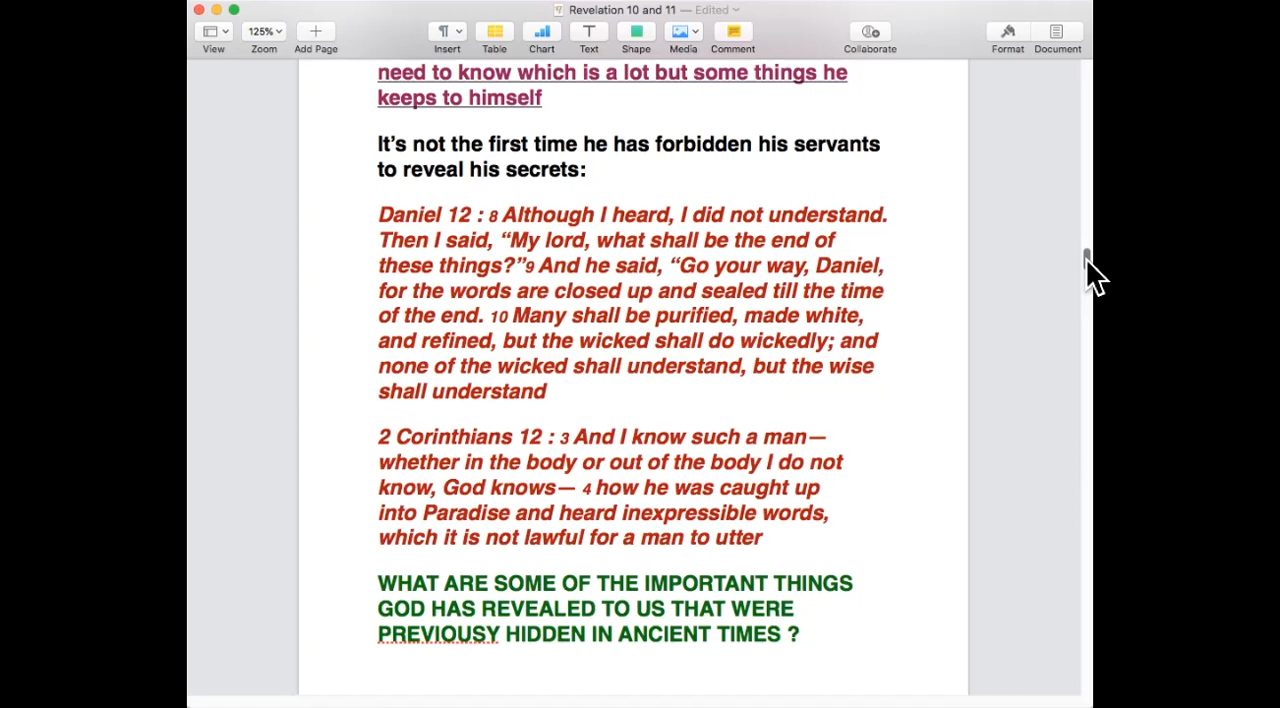 Revelation 10 and 11 — Edited
125%
View Zoom Add Page Insert Table Chart Text Shape Media Comment Collaborate Format Document
need to know which is a lot but some things he
keeps to himself
It’s not the first time he has forbidden his servants
to reveal his secrets:
Daniel 12 : 8 Although I heard, I did not understand.
Then I said, “My lord, what shall be the end of
these things?”9 And he said, “Go your way, Daniel,
for the words are closed up and sealed till the time
of the end. 10 Many shall be purified, made white,
and refined, but the wicked shall do wickedly; and
none of the wicked shall understand, but the wise
shall understand
2 Corinthians 12 : 3 And I know such a man—
whether in the body or out of the body I do not
know, God knows— 4 how he was caught up
into Paradise and heard inexpressible words,
which it is not lawful for a man to utter
WHAT ARE SOME OF THE IMPORTANT THINGS
GOD HAS REVEALED TO US THAT WERE
PREVIOUSY HIDDEN IN ANCIENT TIMES ?